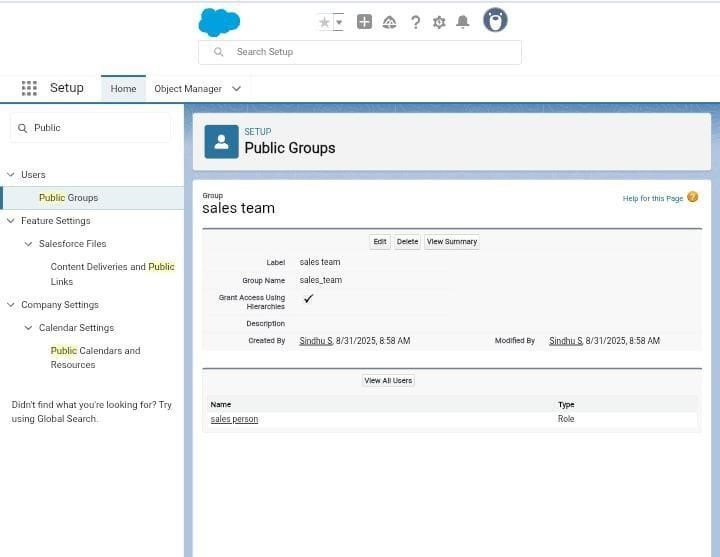 Search Setup
Setup
Home
Object Manager
Public
Users
Public Groups
Feature Settings
Salesforce Files
Content Deliveries and Public
Links
Company Settings
Calendar Settings
Public Calendars and
Resources
Didn't find what you're looking for? Try
using Global Search.
SETUP
Public Groups
Group
sales team
Help for this Page ?
Edit Delete View Summary
Label sales team
Group Name sales_team
Grant Access Using
Hierarchies
Description
Created By Sindhu S, 8/31/2025, 8:58 AM Modified By Sindhu S, 8/31/2025, 8:58 AM
View All Users
Name Type
sales person Role